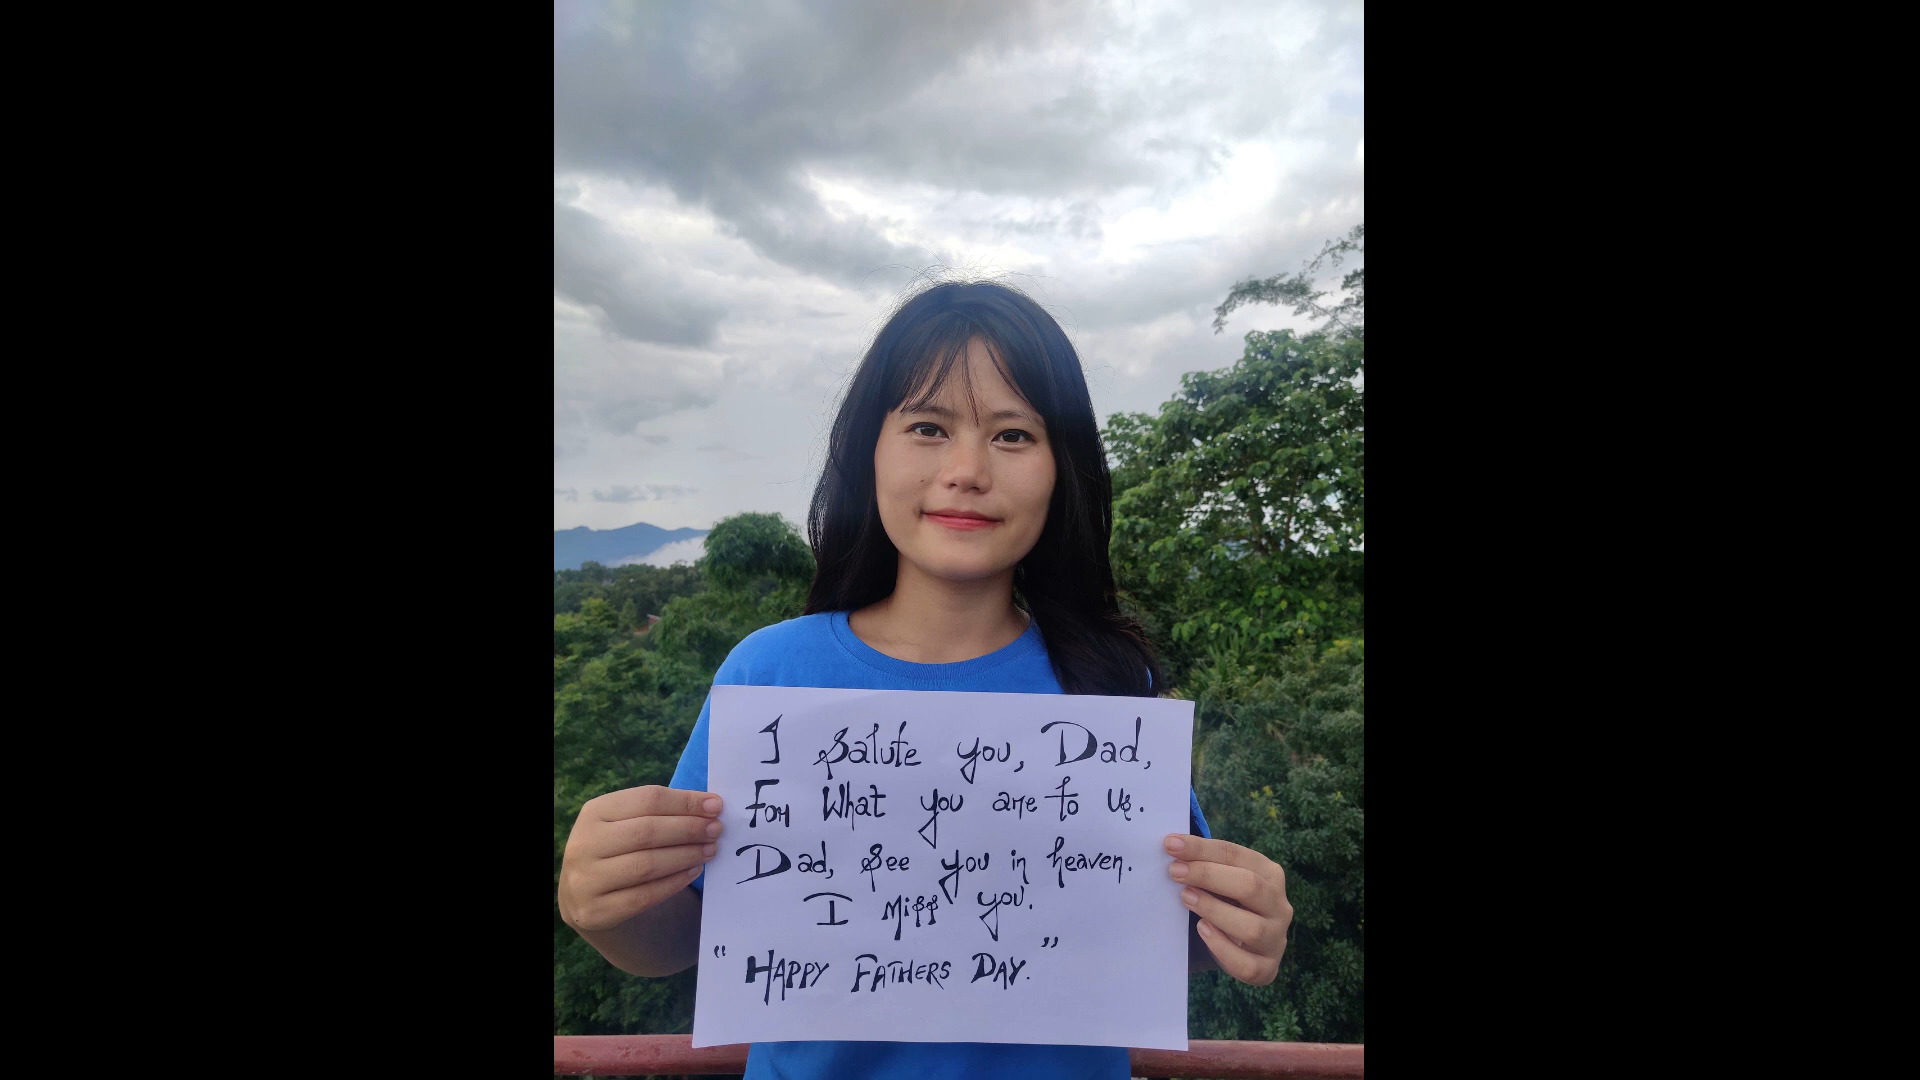 I Salute you, Dad,
For What you are to Us.
Dad, See you in heaven.
I miss you.
"HAPPY FATHERS DAY."